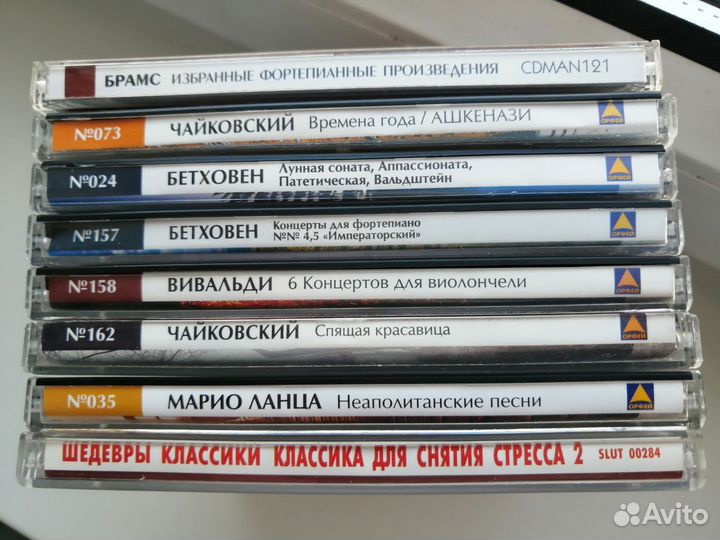 БРАМС ИЗБРАННЫЕ ФОРТЕПИАННЫЕ ПРОИЗВЕДЕНИЯ CDMAN121
№073 ЧАЙКОВСКИЙ Времена года / АШКЕНАЗИ ОРФЕЙ
№024 БЕТХОВЕН Лунная соната, Аппассионата,
Патетическая, Вальдштейн ОРФЕЙ
№157 БЕТХОВЕН Концерты для фортепиано
№№ 4,5 «Императорский» ОРФЕЙ
№158 ВИВАЛЬДИ 6 Концертов для виолончели ОРФЕЙ
№162 ЧАЙКОВСКИЙ Спящая красавица ОРФЕЙ
№035 МАРИО ЛАНЦА Неаполитанские песни ОРФЕЙ
ШЕДЕВРЫ КЛАССИКИ КЛАССИКА ДЛЯ СНЯТИЯ СТРЕССА 2 SLUT 00284
Avito